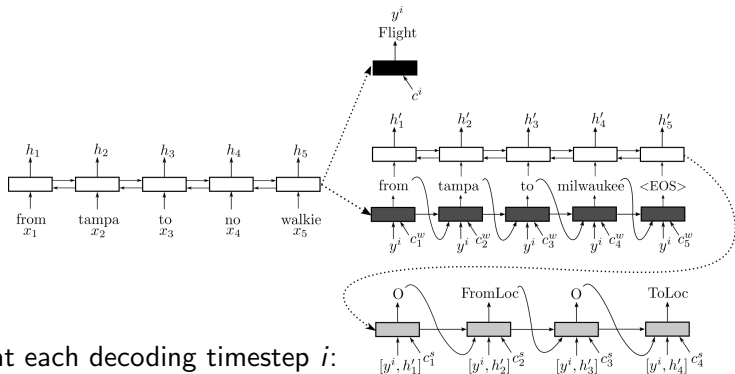 y^i
Flight
c^i
h_1 h_2 h_3 h_4 h_5
from tampa to no walkie
x_1 x_2 x_3 x_4 x_5
h'_1 h'_2 h'_3 h'_4 h'_5
from tampa to milwaukee <EOS>
y^i c^w_1 y^i c^w_2 y^i c^w_3 y^i c^w_4 y^i c^w_5
O FromLoc O ToLoc
[y^i, h'_1] c^s_1 [y^i, h'_2] c^s_2 [y^i, h'_3] c^s_3 [y^i, h'_4] c^s_4
at each decoding timestep i: